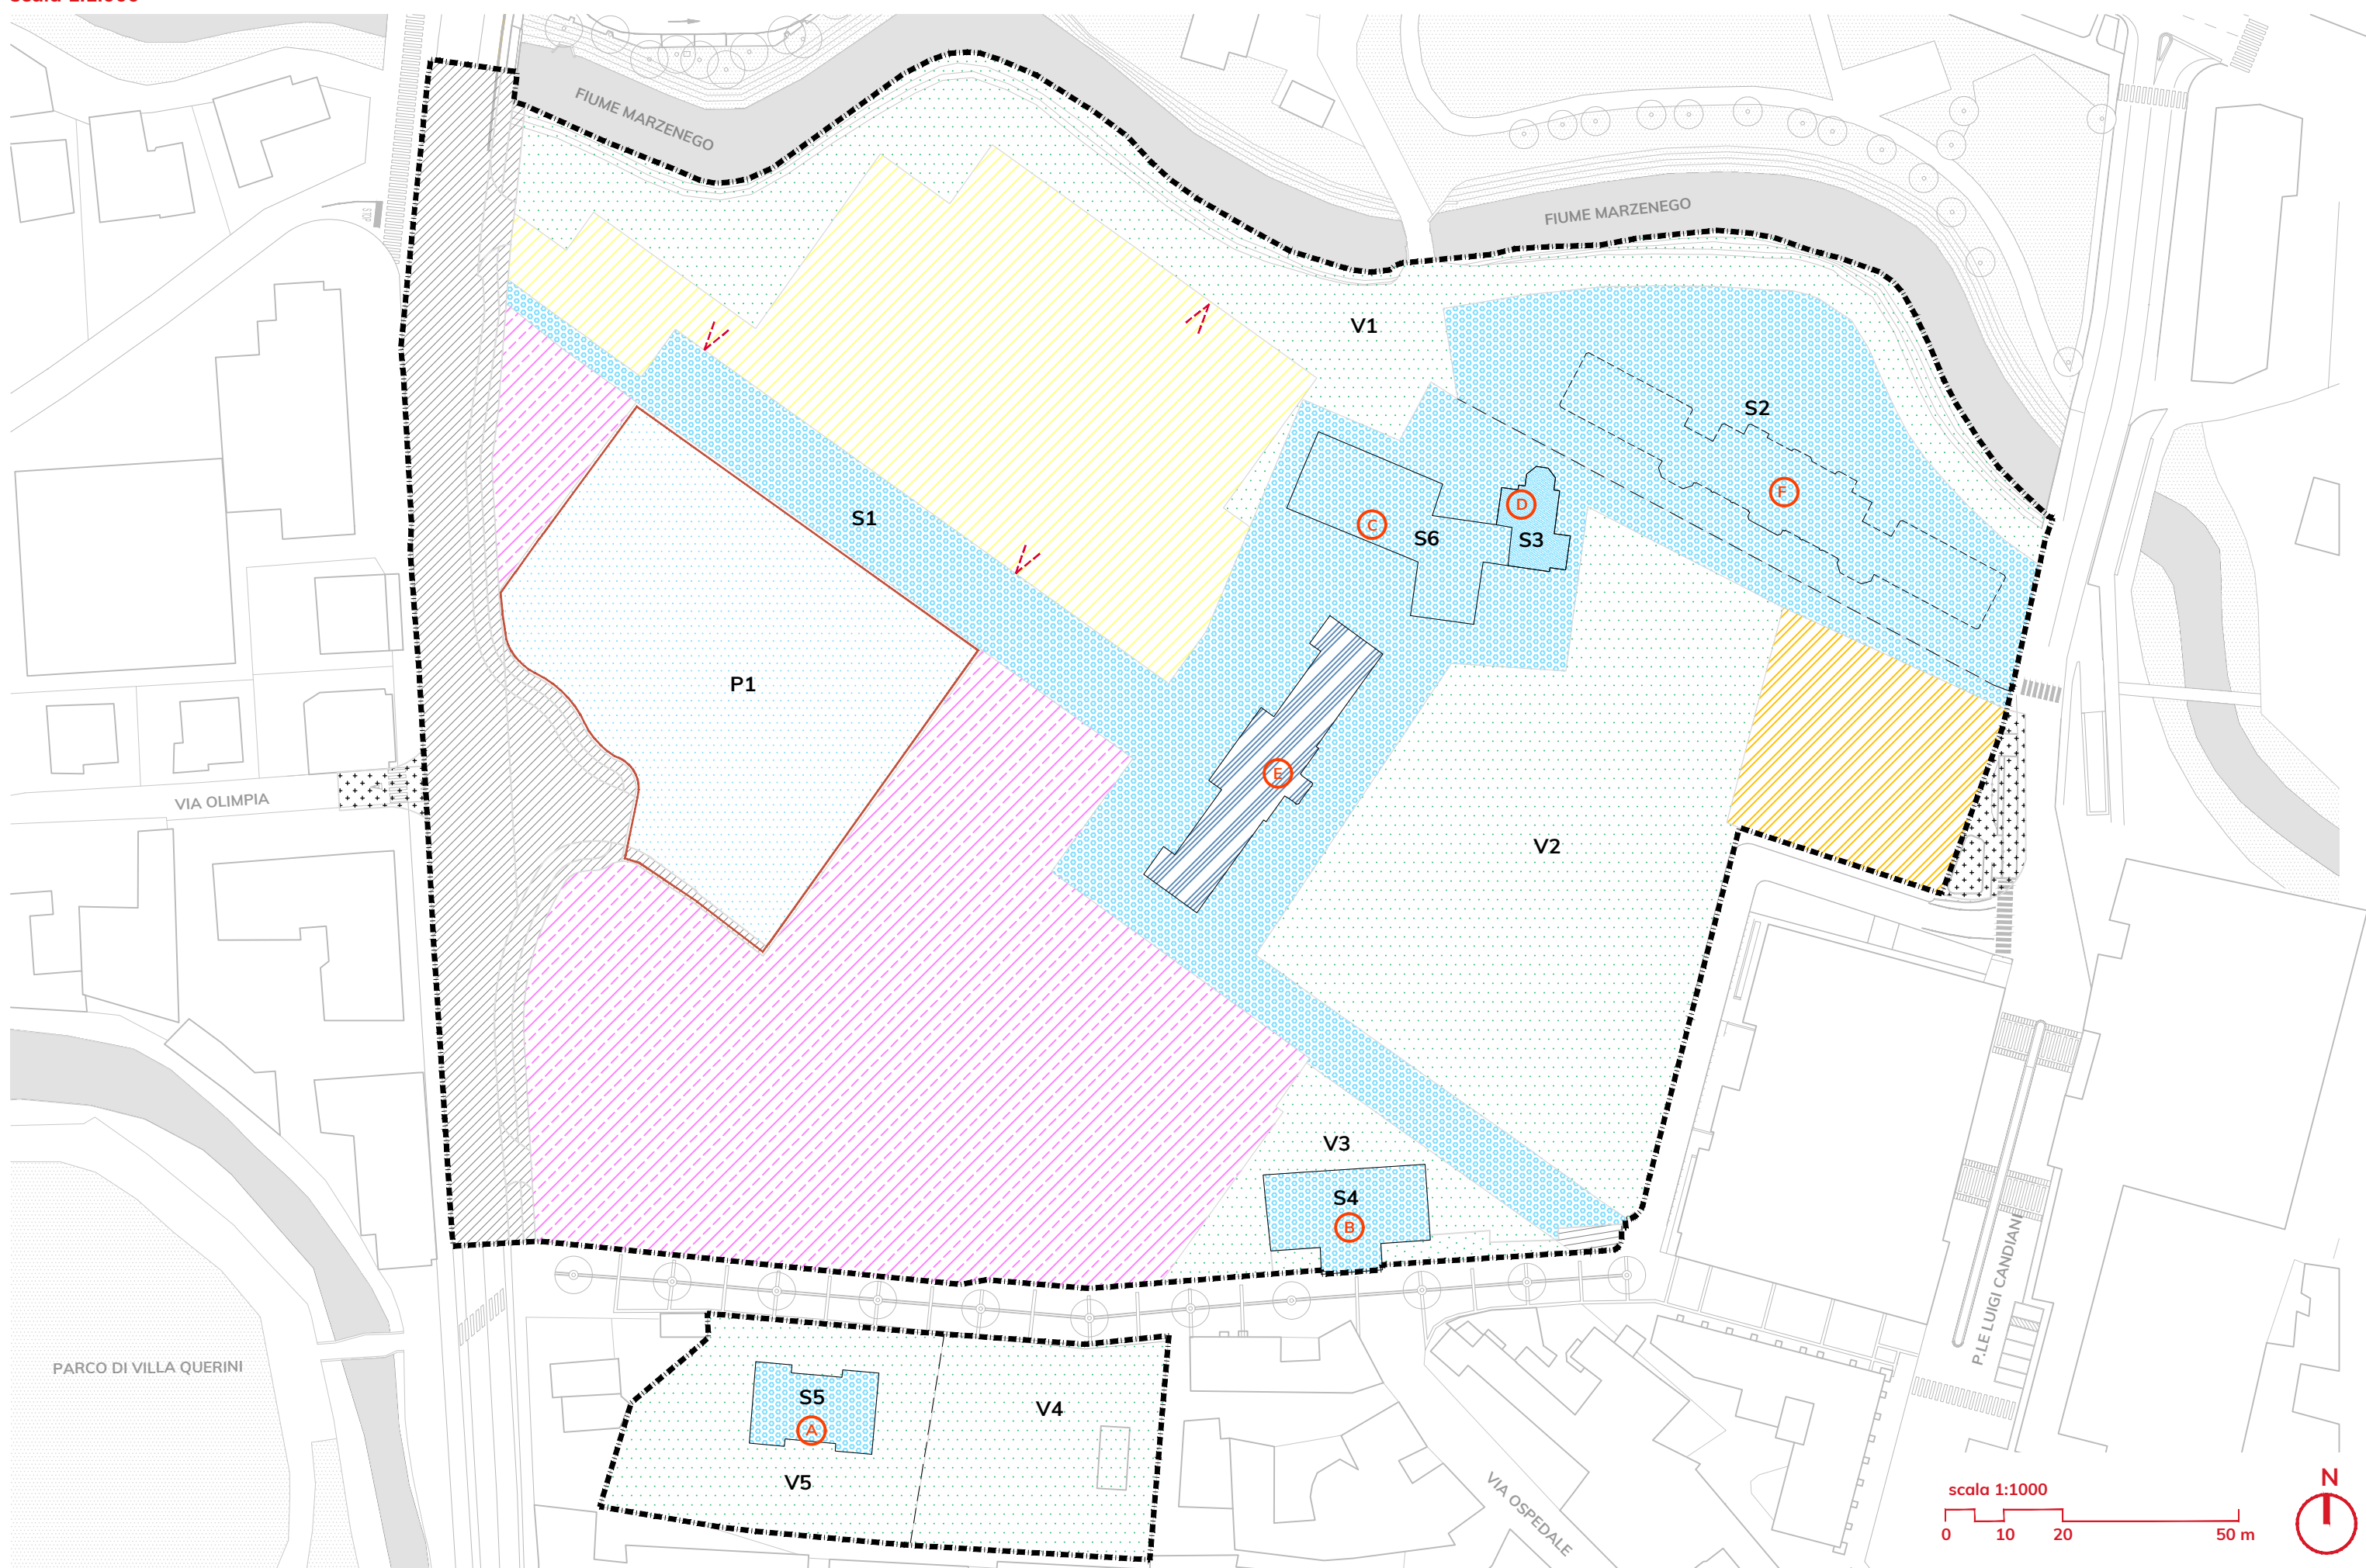 FIUME MARZENEGO
FIUME MARZENEGO
STOP
V1
S2
F
D
S1
C
S6
S3
P1
E
VIA OLIMPIA
V2
V3
S4
B
P.LE LUIGI CANDIANI
PARCO DI VILLA QUERINI
S5
V4
A
V5
VIA OSPEDALE
N
scala 1:1000
0 10 20 50 m